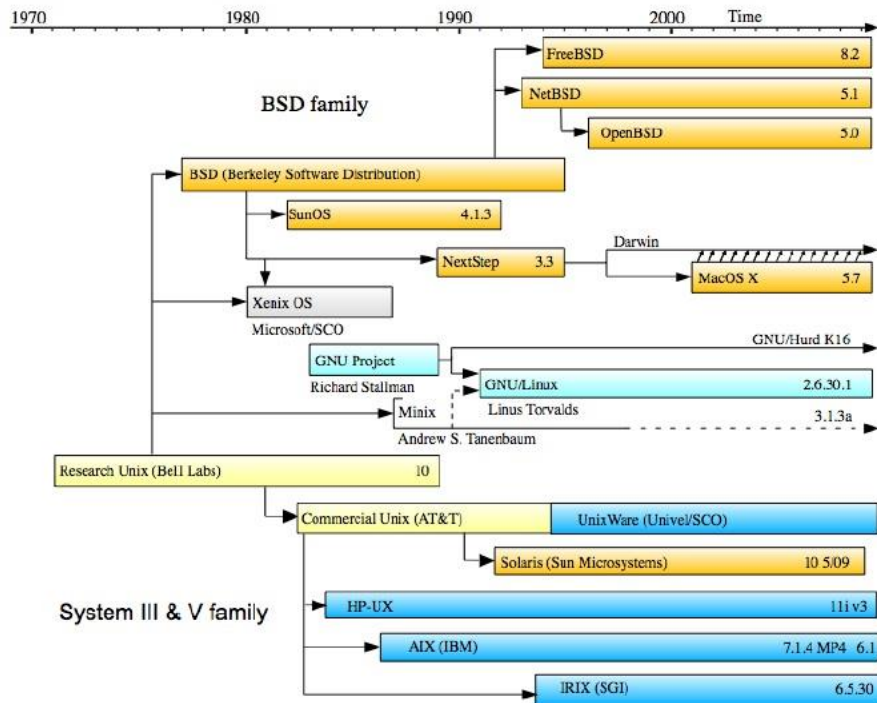 1970 1980 1990 2000 Time
FreeBSD 8.2
NetBSD 5.1
BSD family
OpenBSD 5.0
BSD (Berkeley Software Distribution)
SunOS 4.1.3
Darwin
NextStep 3.3
MacOS X 5.7
Xenix OS
Microsoft/SCO
GNU/Hurd K16
GNU Project
Richard Stallman
GNU/Linux 2.6.30.1
Linus Torvalds
Minix
3.1.3a
Andrew S. Tanenbaum
Research Unix (Bell Labs) 10
Commercial Unix (AT&T)
UnixWare (Univel/SCO)
Solaris (Sun Microsystems) 10 5/09
System III & V family
HP-UX 11i v3
AIX (IBM) 7.1.4 MP4 6.1
IRIX (SGI) 6.5.30